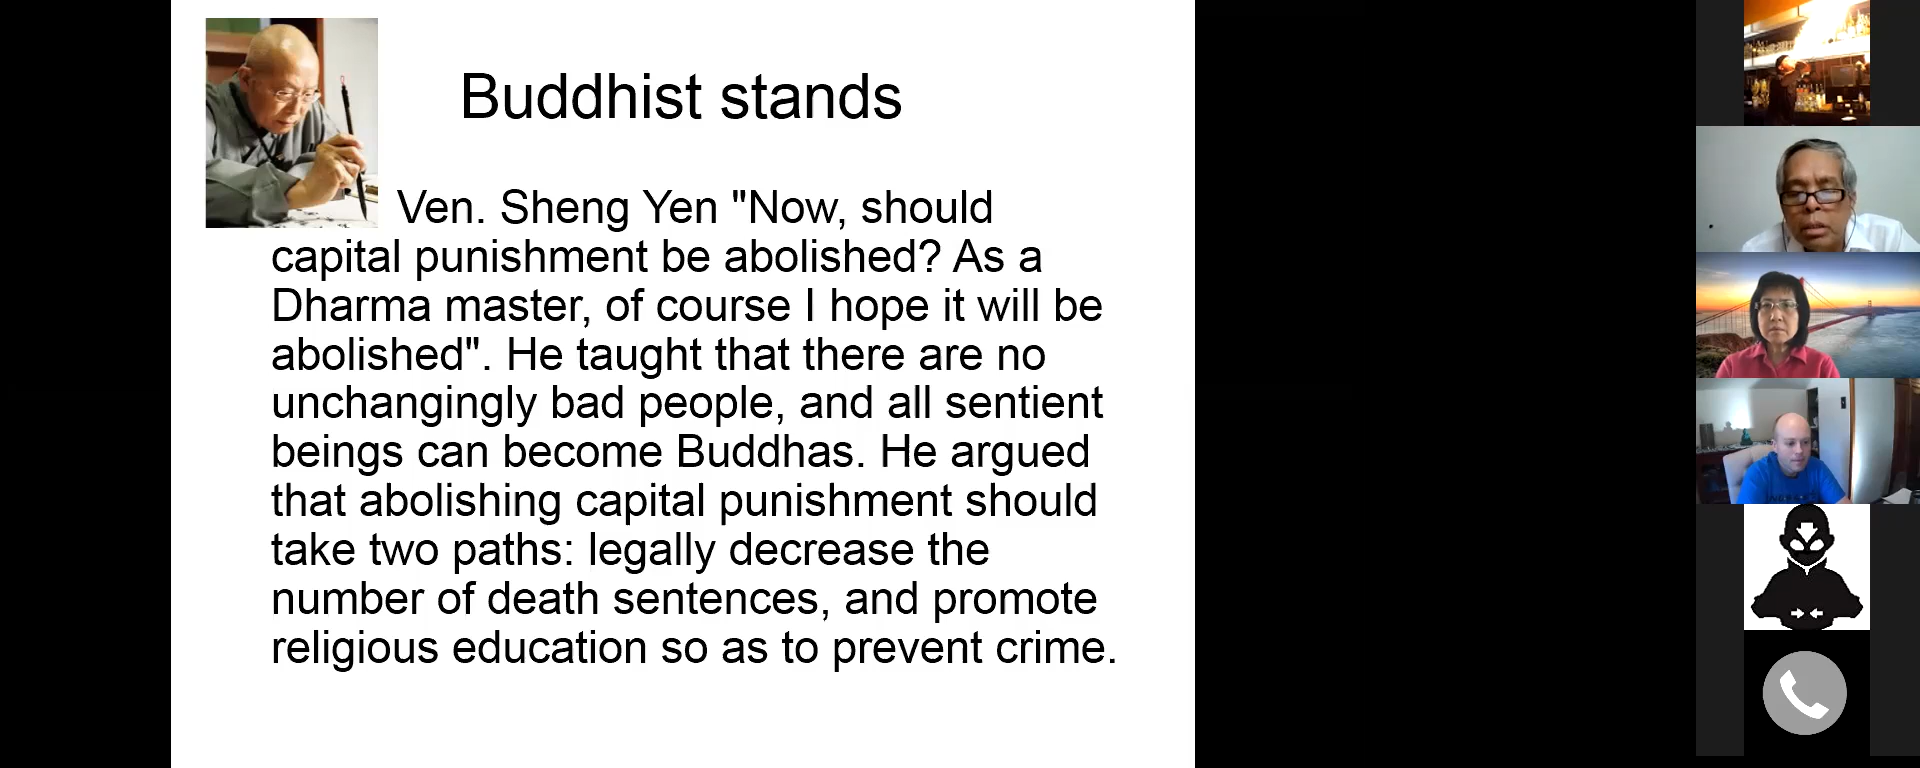 Buddhist stands
Ven. Sheng Yen "Now, should
capital punishment be abolished? As a
Dharma master, of course I hope it will be
abolished". He taught that there are no
unchangingly bad people, and all sentient
beings can become Buddhas. He argued
that abolishing capital punishment should
take two paths: legally decrease the
number of death sentences, and promote
religious education so as to prevent crime.